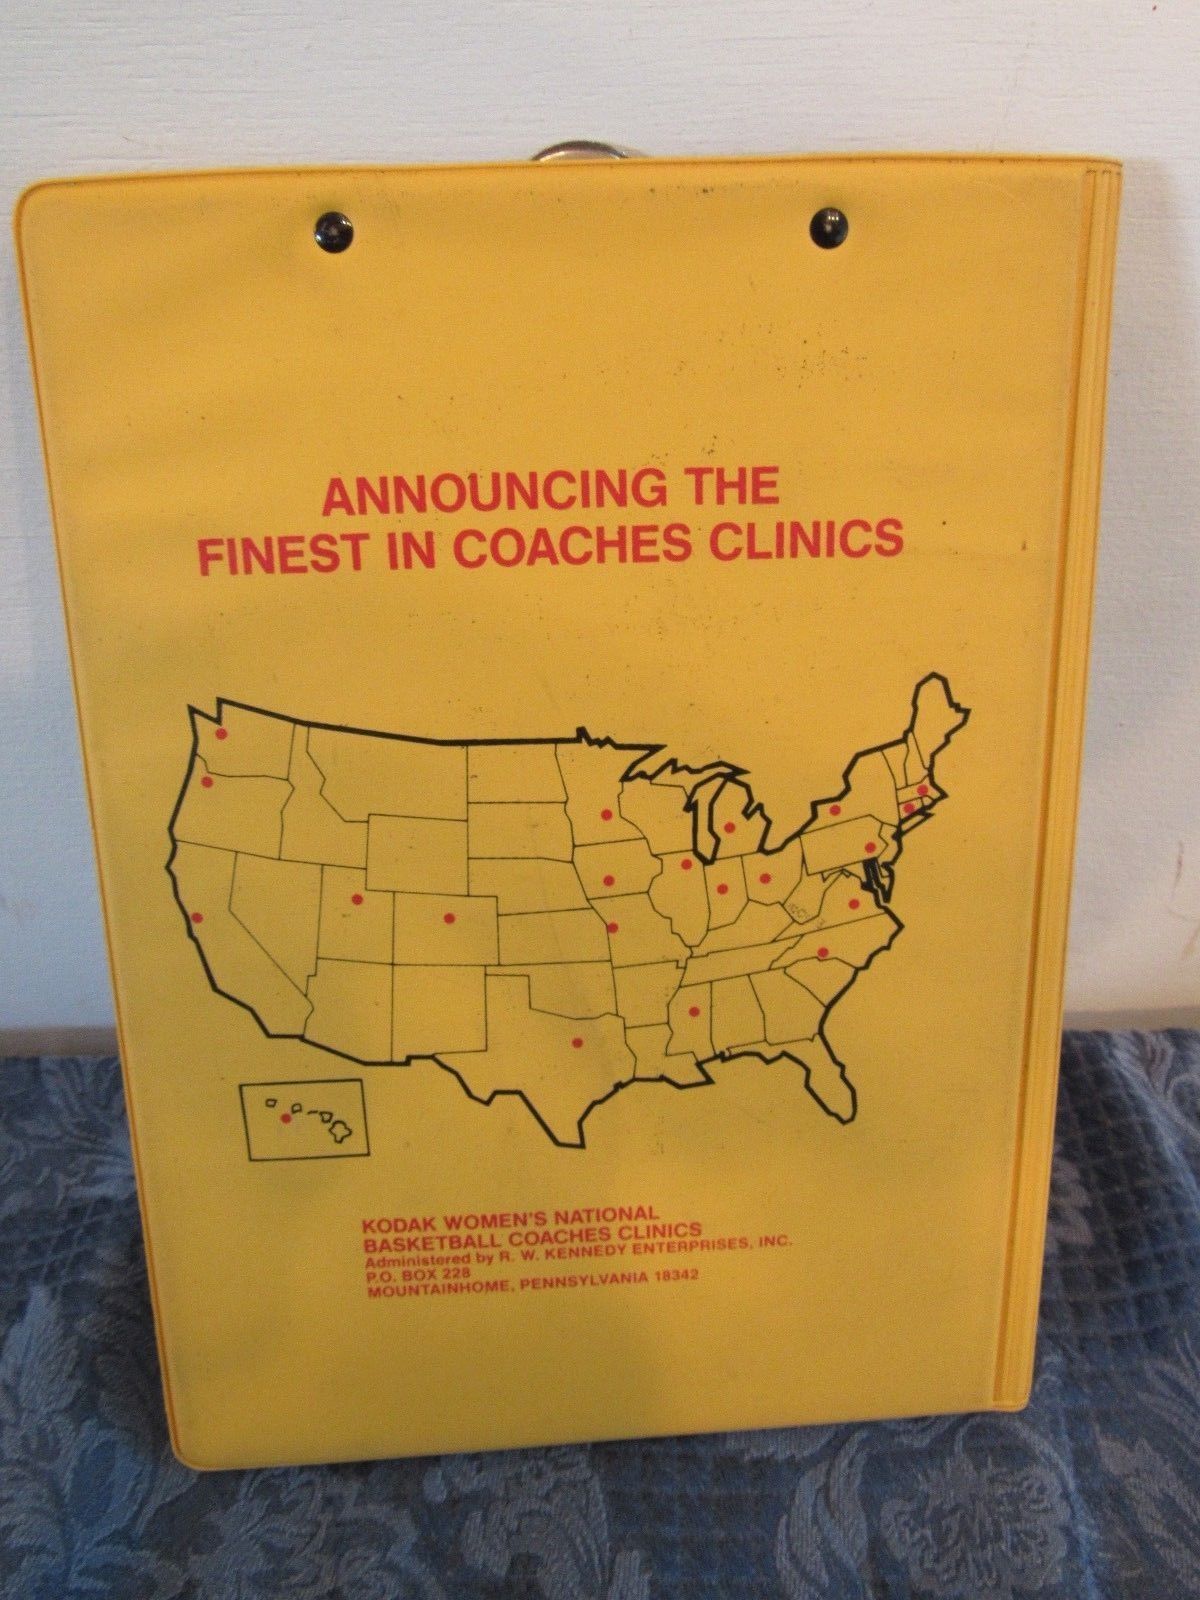 ANNOUNCING THE
FINEST IN COACHES CLINICS
KODAK WOMEN'S NATIONAL
BASKETBALL COACHES CLINICS
Administered by R. W. KENNEDY ENTERPRISES, INC.
P.O. BOX 228
MOUNTAINHOME, PENNSYLVANIA 18342